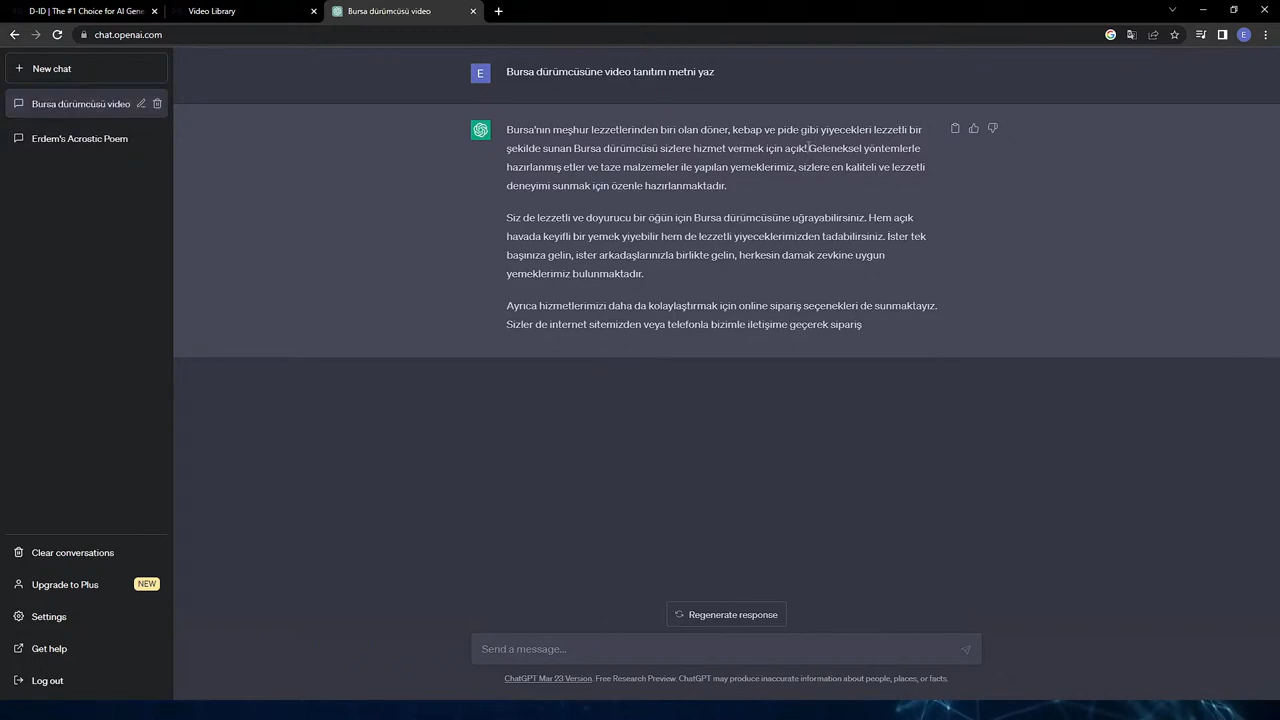 D-ID | The #1 Choice for AI Gene
Video Library
Bursa dürümcüsü video
chat.openai.com
E
New chat
Bursa dürümcüsü video
Erdem's Acrostic Poem
E
Bursa dürümcüsüne video tanıtım metni yaz
Bursa'nın meşhur lezzetlerinden biri olan döner, kebap ve pide gibi yiyecekleri lezzetli bir
şekilde sunan Bursa dürümcüsü sizlere hizmet vermek için açık! Geleneksel yöntemlerle
hazırlanmış etler ve taze malzemeler ile yapılan yemeklerimiz, sizlere en kaliteli ve lezzetli
deneyimi sunmak için özenle hazırlanmaktadır.
Siz de lezzetli ve doyurucu bir öğün için Bursa dürümcüsüne uğrayabilirsiniz. Hem açık
havada keyifli bir yemek yiyebilir hem de lezzetli yiyeceklerimizden tadabilirsiniz. İster tek
başınıza gelin, ister arkadaşlarınızla birlikte gelin, herkesin damak zevkine uygun
yemeklerimiz bulunmaktadır.
Ayrıca hizmetlerimizi daha da kolaylaştırmak için online sipariş seçenekleri de sunmaktayız.
Sizler de internet sitemizden veya telefonla bizimle iletişime geçerek sipariş
Clear conversations
Upgrade to Plus NEW
Settings
Get help
Log out
Regenerate response
Send a message...
ChatGPT Mar 23 Version. Free Research Preview. ChatGPT may produce inaccurate information about people, places, or facts.